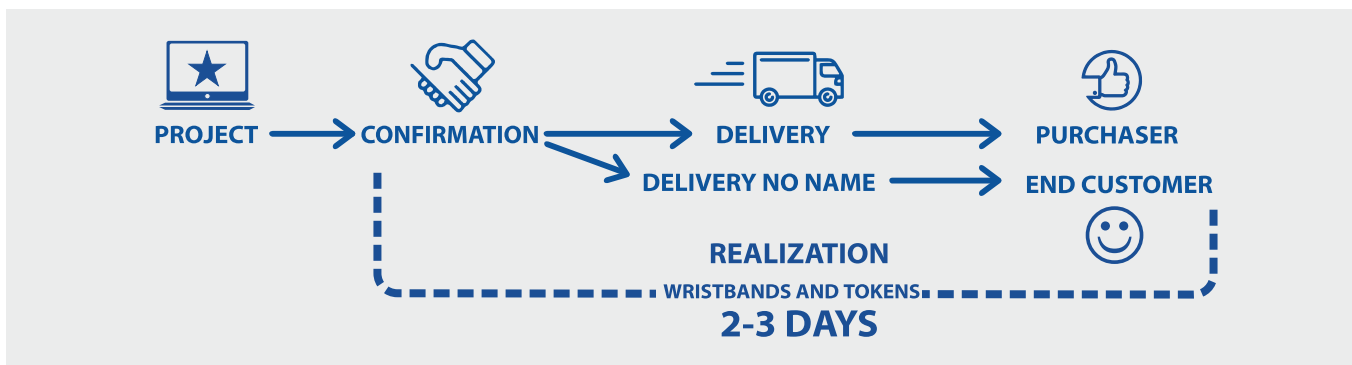 PROJECT
CONFIRMATION
DELIVERY
PURCHASER
DELIVERY NO NAME
END CUSTOMER
REALIZATION
WRISTBANDS AND TOKENS
2-3 DAYS